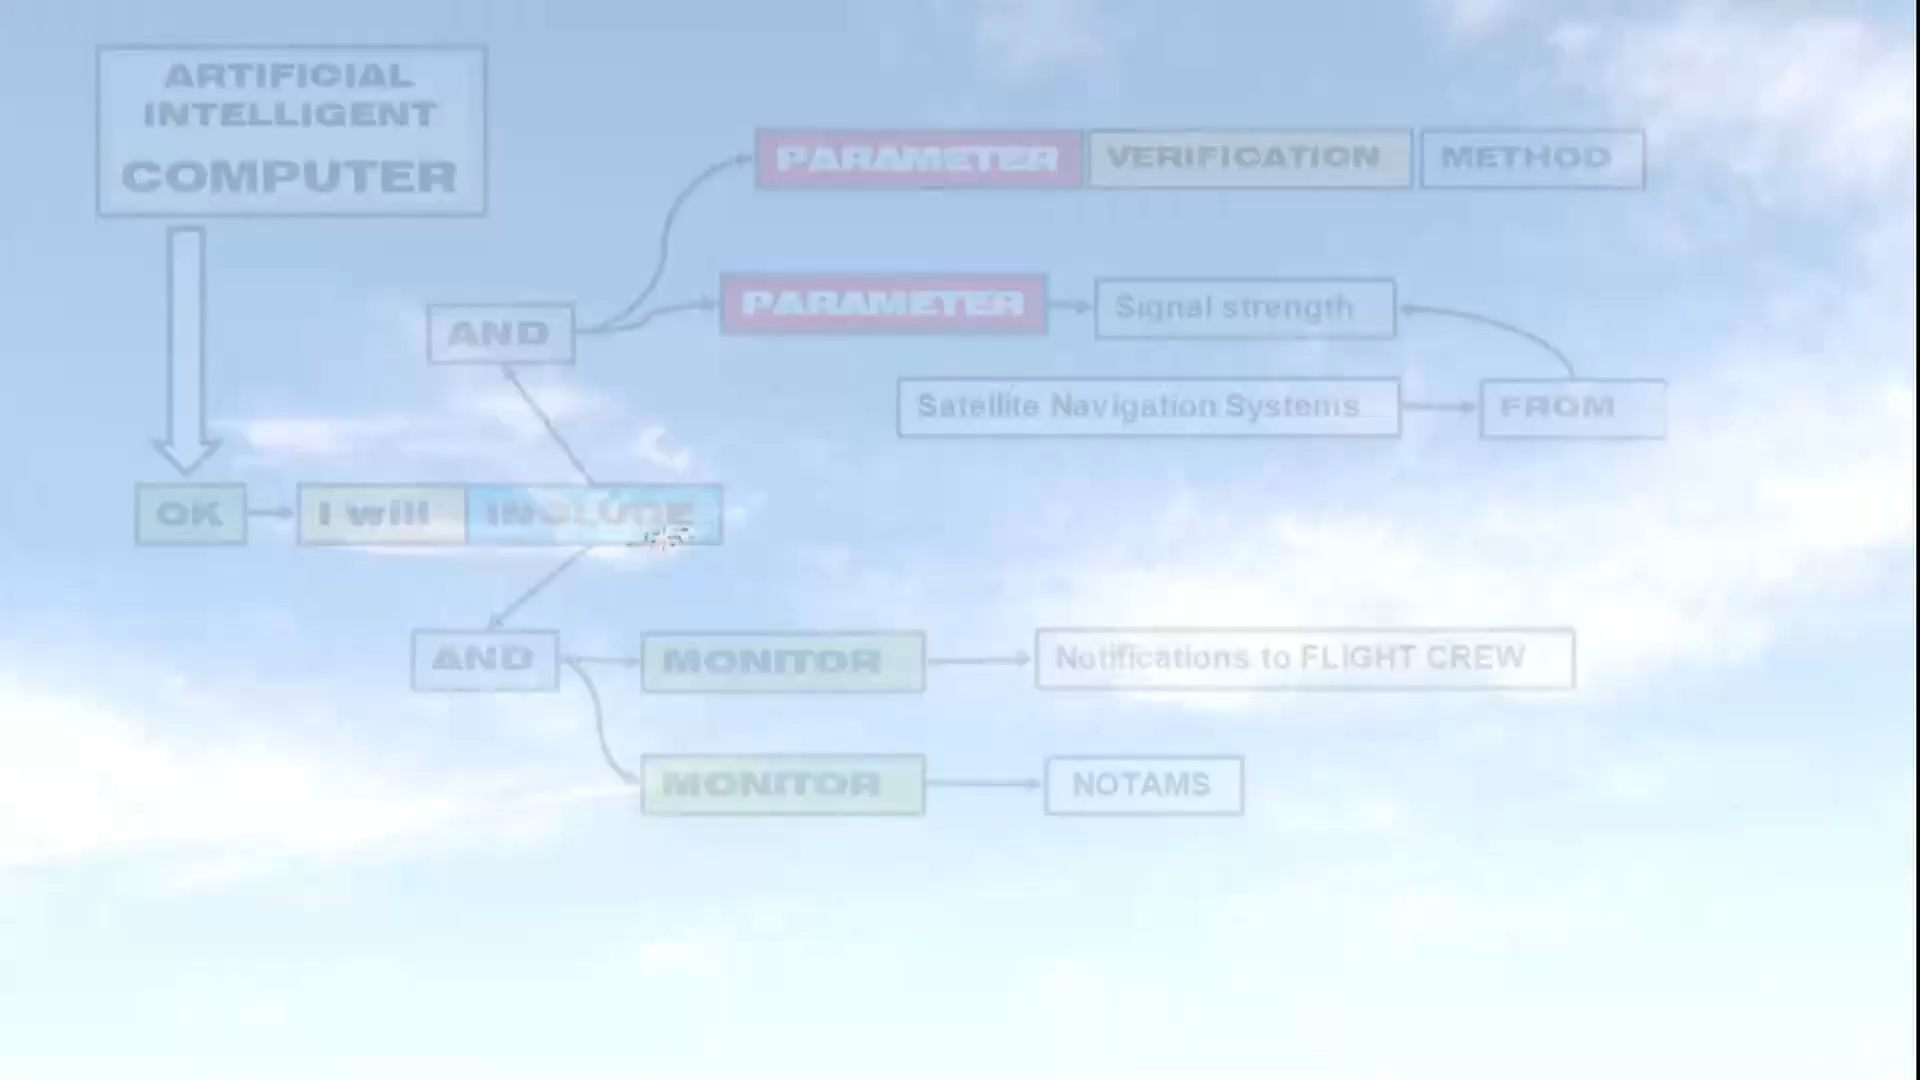 ARTIFICIAL
INTELLIGENT
COMPUTER
PARAMETER VERIFICATION METHOD
AND
PARAMETER
Signal strength
Satellite Navigation Systems
FROM
OK
I will
INCLUDE
AND
MONITOR
Notifications to FLIGHT CREW
MONITOR
NOTAMS